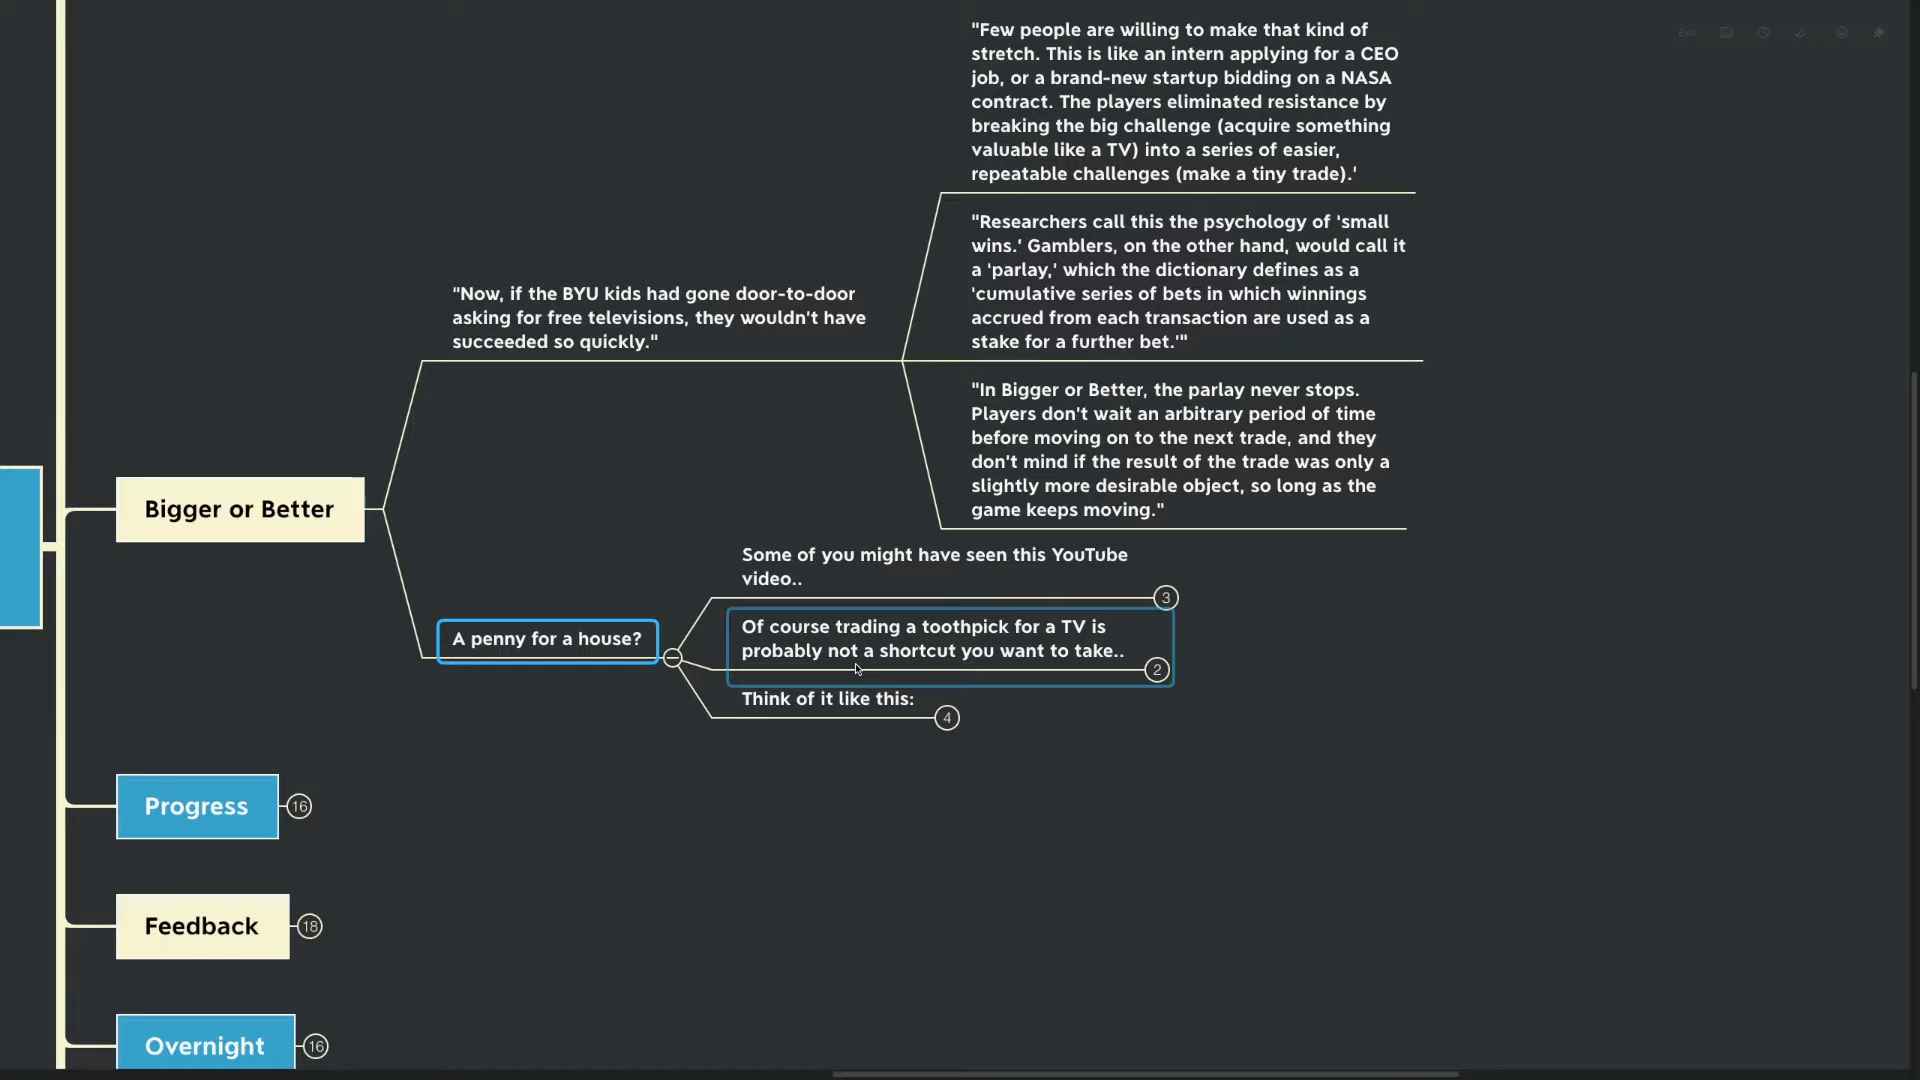 "Few people are willing to make that kind of
stretch. This is like an intern applying for a CEO
job, or a brand-new startup bidding on a NASA
contract. The players eliminated resistance by
breaking the big challenge (acquire something
valuable like a TV) into a series of easier,
repeatable challenges (make a tiny trade).'
"Researchers call this the psychology of 'small
wins.' Gamblers, on the other hand, would call it
a 'parlay,' which the dictionary defines as a
'cumulative series of bets in which winnings
accrued from each transaction are used as a
stake for a further bet.'"
"Now, if the BYU kids had gone door-to-door
asking for free televisions, they wouldn't have
succeeded so quickly."
"In Bigger or Better, the parlay never stops.
Players don't wait an arbitrary period of time
before moving on to the next trade, and they
don't mind if the result of the trade was only a
slightly more desirable object, so long as the
game keeps moving."
Bigger or Better
Some of you might have seen this YouTube
video..
3
A penny for a house?
Of course trading a toothpick for a TV is
probably not a shortcut you want to take..
2
Think of it like this:
4
Progress
16
Feedback
18
Overnight
16